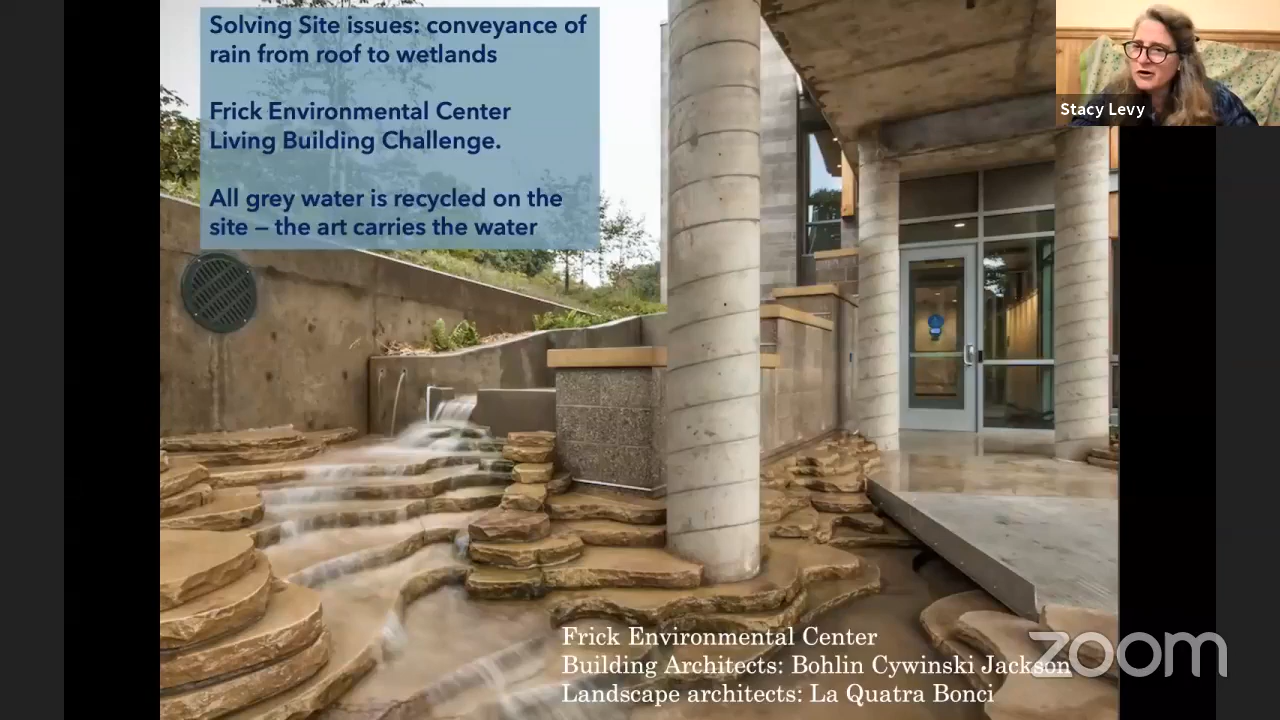 Solving Site issues: conveyance of
rain from roof to wetlands
Frick Environmental Center
Living Building Challenge.
All grey water is recycled on the
site – the art carries the water
Stacy Levy
Frick Environmental Center
Building Architects: Bohlin Cywinski Jackson
Landscape architects: La Quatra Bonci
zoom